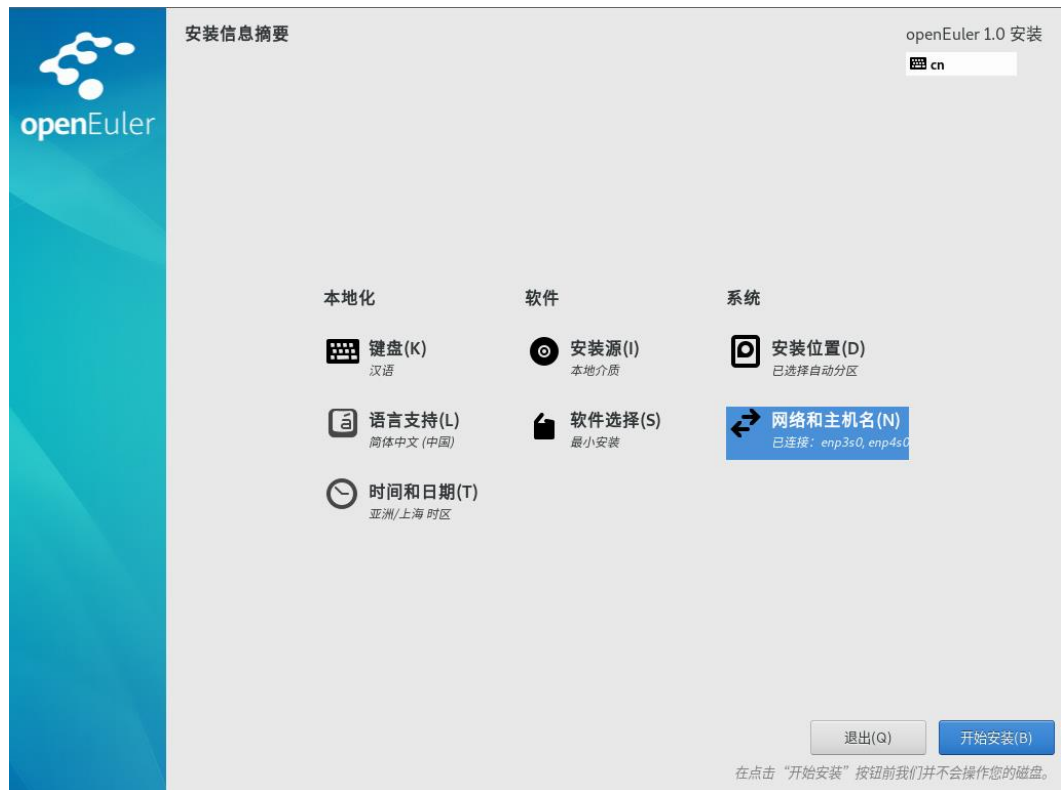 openEuler
安装信息摘要
openEuler 1.0 安装
cn
本地化
键盘(K)
汉语
语言支持(L)
简体中文 (中国)
时间和日期(T)
亚洲/上海 时区
软件
安装源(I)
本地介质
软件选择(S)
最小安装
系统
安装位置(D)
已选择自动分区
网络和主机名(N)
已连接：enp3s0, enp4s0
退出(Q)
开始安装(B)
在点击“开始安装”按钮前我们并不会操作您的磁盘。